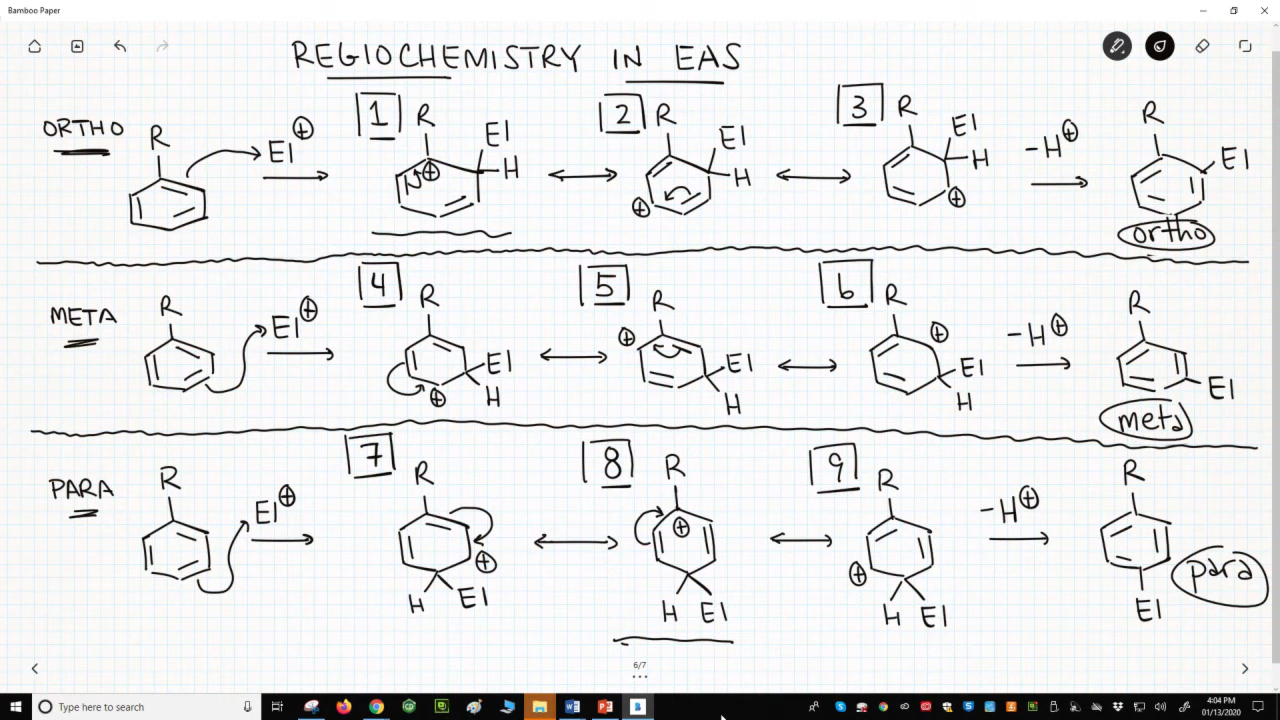 Bamboo Paper
REGIOCHEMISTRY IN EAS
ORTHO
R
El⊕
1
R
El
H
⊕
2
R
El
H
⊕
3
R
El
H
⊕
-H⊕
R
El
ortho
META
R
El⊕
4
R
El
H
⊕
5
R
⊕
El
H
6
R
⊕
El
H
-H⊕
R
El
meta
PARA
R
El⊕
7
R
⊕
H El
8
R
⊕
H El
9
R
⊕
H El
-H⊕
R
El
para
6/7
Type here to search
4:04 PM
01/13/2020